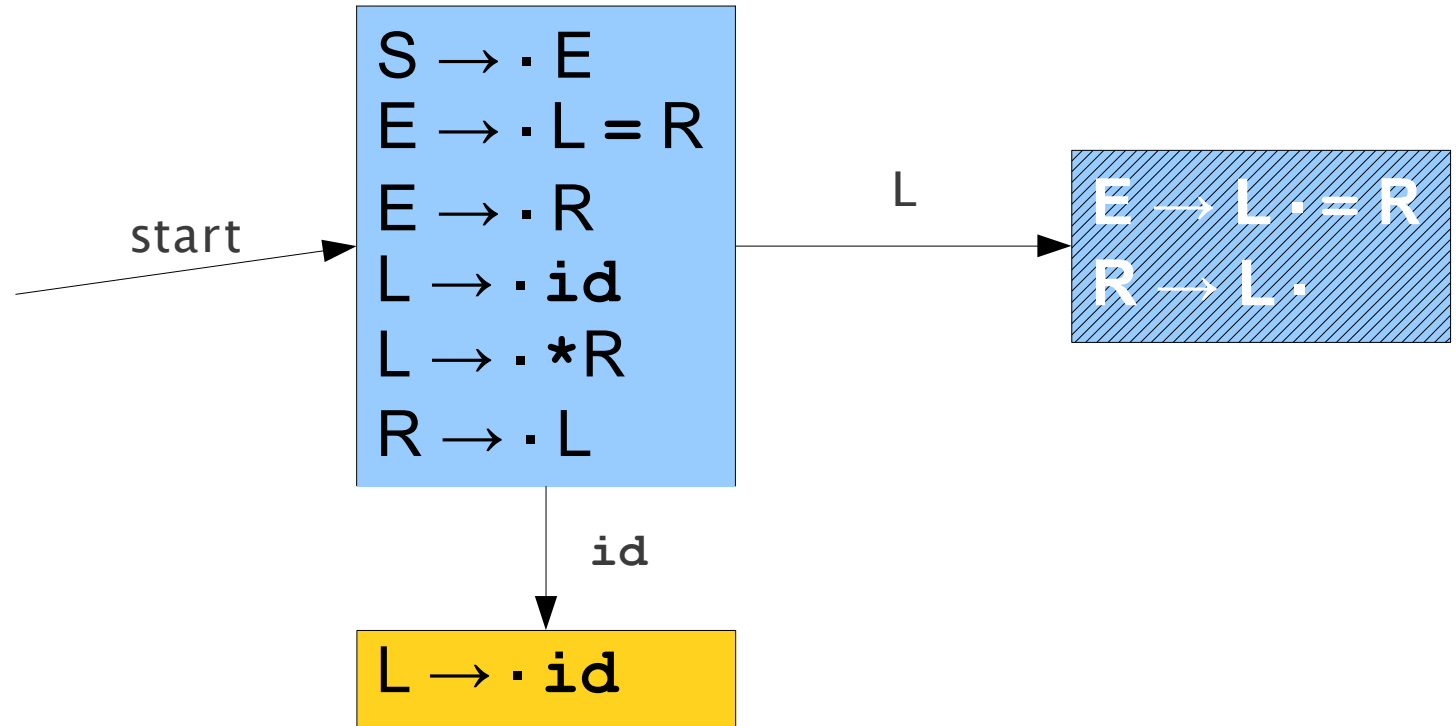 S → · E
E → · L = R
E → · R
L → · id
L → · *R
R → · L
start
L
E → L · = R
R → L ·
id
L → · id